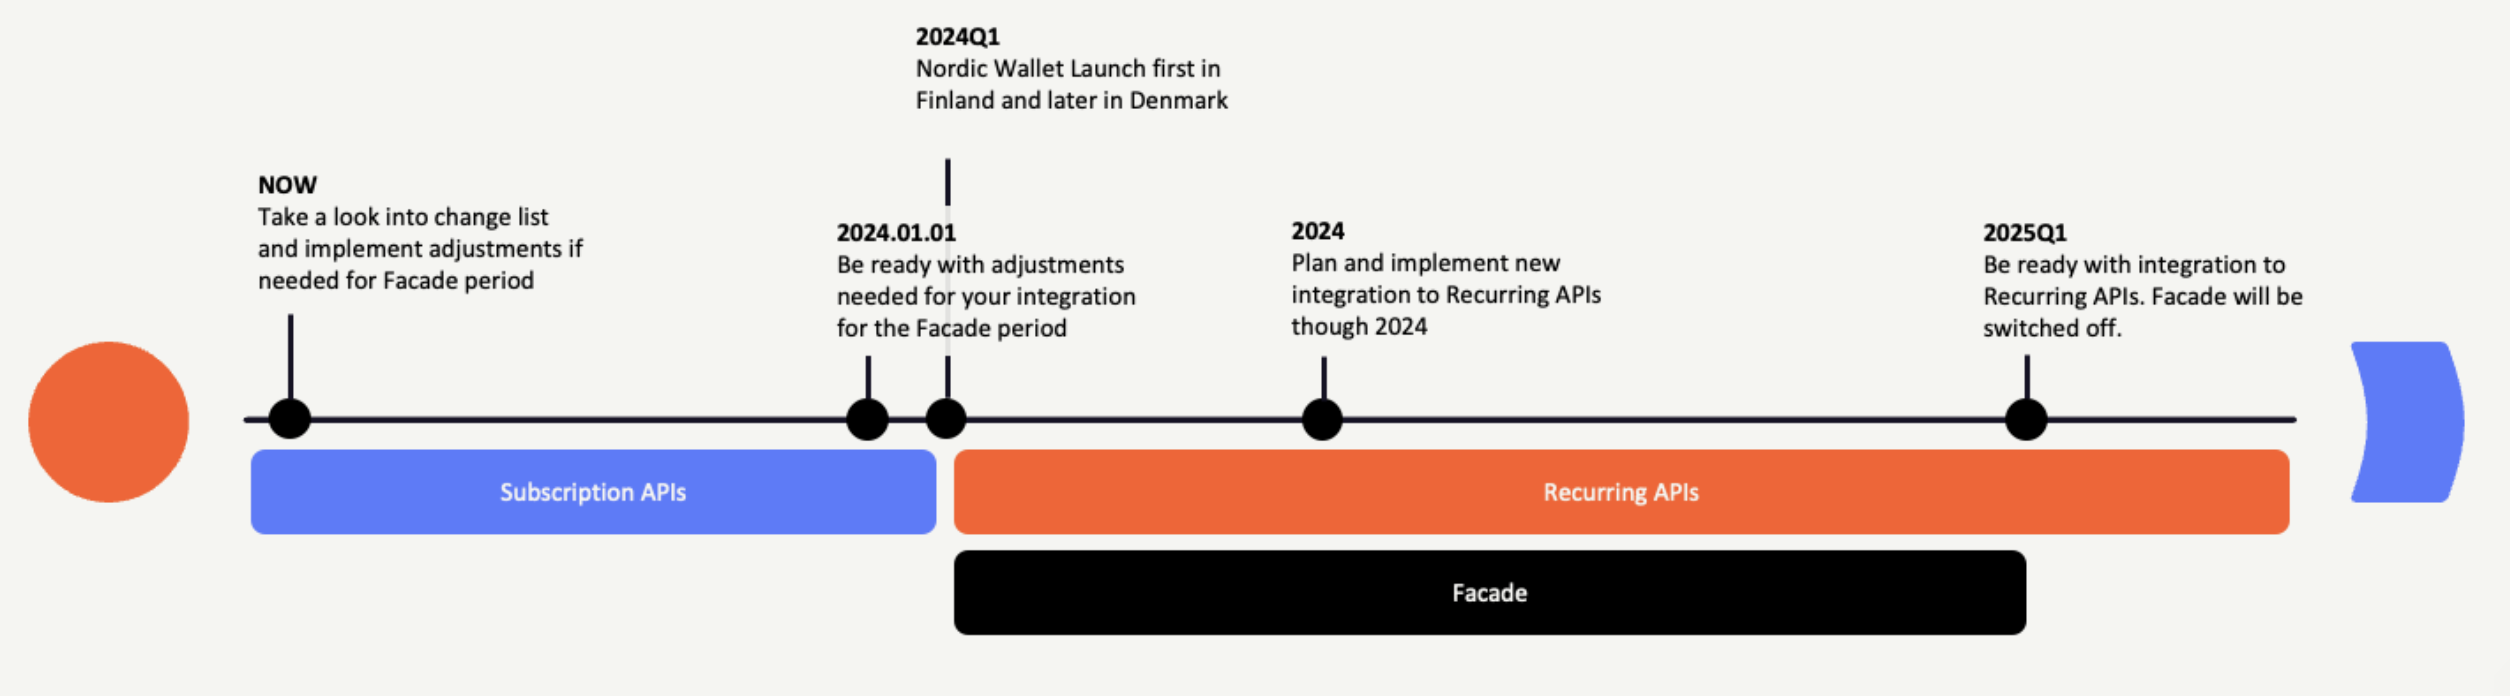 2024Q1
Nordic Wallet Launch first in
Finland and later in Denmark
NOW
Take a look into change list
and implement adjustments if
needed for Facade period
2024.01.01
Be ready with adjustments
needed for your integration
for the Facade period
2024
Plan and implement new
integration to Recurring APIs
though 2024
2025Q1
Be ready with integration to
Recurring APIs. Facade will be
switched off.
Subscription APIs
Recurring APIs
Facade